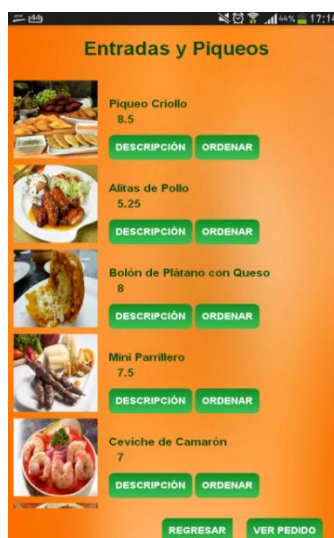 44% 17:14
Entradas y Piqueos
Piqueo Criollo
8.5
DESCRIPCIÓN ORDENAR
Alitas de Pollo
5.25
DESCRIPCIÓN ORDENAR
Bolón de Plátano con Queso
8
DESCRIPCIÓN ORDENAR
Mini Parrillero
7.5
DESCRIPCIÓN ORDENAR
Ceviche de Camarón
7
DESCRIPCIÓN ORDENAR
REGRESAR VER PEDIDO